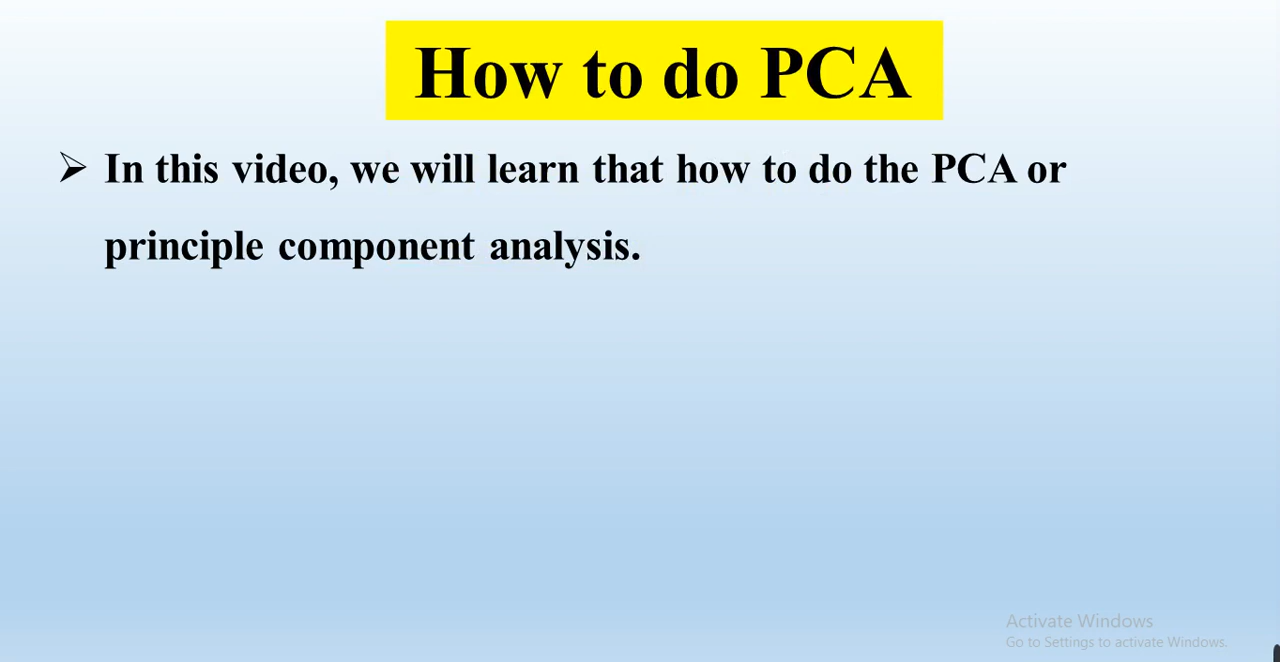 How to do PCA
➢ In this video, we will learn that how to do the PCA or
principle component analysis.
Activate Windows
Go to Settings to activate Windows.